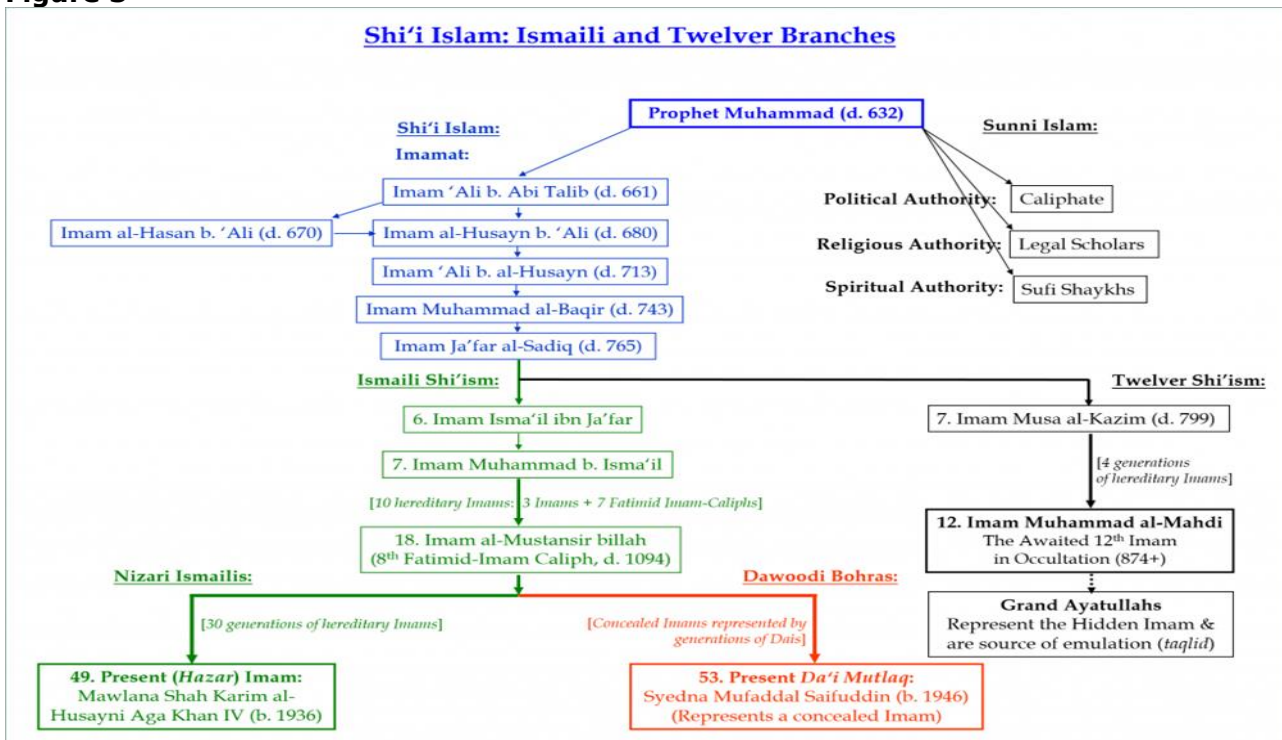 Shi‘i Islam: Ismaili and Twelver Branches
Prophet Muhammad (d. 632)
Shi‘i Islam:
Imamat:
Sunni Islam:
Imam ‘Ali b. Abi Talib (d. 661)
Political Authority:
Caliphate
Imam al-Hasan b. ‘Ali (d. 670)
Imam al-Husayn b. ‘Ali (d. 680)
Religious Authority:
Legal Scholars
Imam ‘Ali b. al-Husayn (d. 713)
Spiritual Authority:
Sufi Shaykhs
Imam Muhammad al-Baqir (d. 743)
Imam Ja’far al-Sadiq (d. 765)
Ismaili Shi’ism:
Twelver Shi’ism:
6. Imam Isma‘il ibn Ja’far
7. Imam Musa al-Kazim (d. 799)
7. Imam Muhammad b. Isma‘il
[4 generations
of hereditary Imams]
[10 hereditary Imams: 3 Imams + 7 Fatimid Imam-Caliphs]
12. Imam Muhammad al-Mahdi
The Awaited 12th Imam
in Occultation (874+)
18. Imam al-Mustansir billah
(8th Fatimid-Imam Caliph, d. 1094)
Nizari Ismailis:
Dawoodi Bohras:
Grand Ayatullahs
Represent the Hidden Imam &
are source of emulation (taqlid)
[30 generations of hereditary Imams]
[Concealed Imams represented by
generations of Dais]
49. Present (Hazar) Imam:
Mawlana Shah Karim al-
Husayni Aga Khan IV (b. 1936)
53. Present Da‘i Mutlaq:
Syedna Mufaddal Saifuddin (b. 1946)
(Represents a concealed Imam)